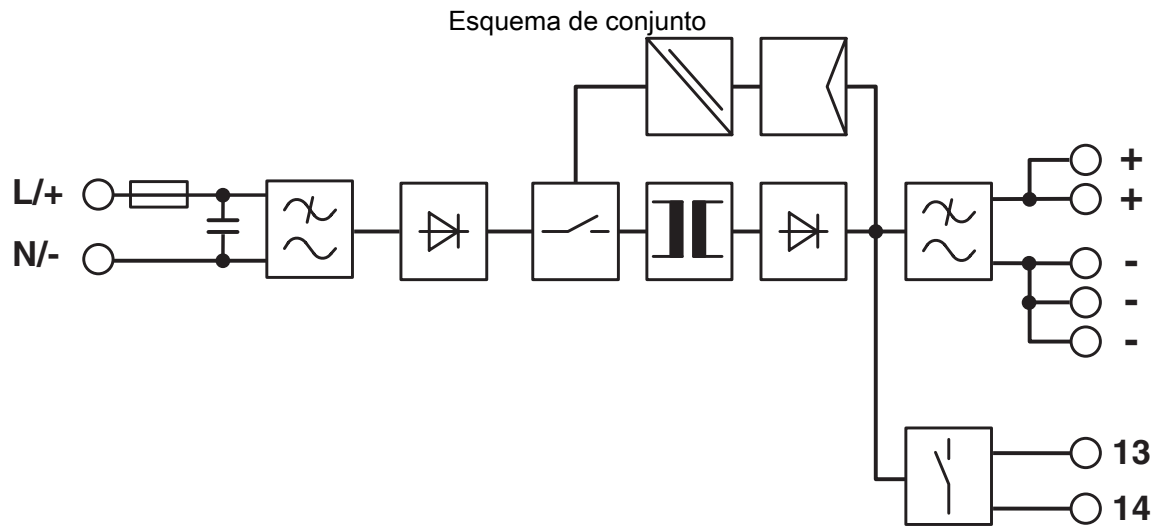 Esquema de conjunto
L/+
N/-
+
+
-
-
-
13
14